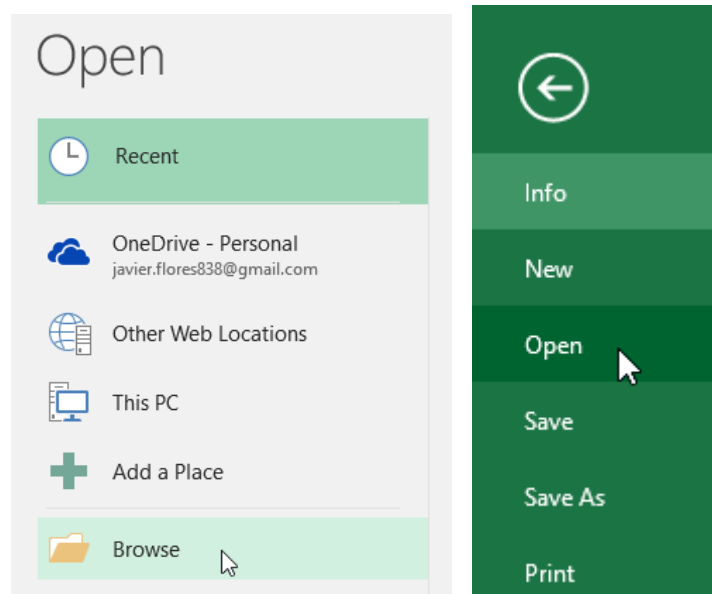 Open
Recent
OneDrive - Personal
javier.flores838@gmail.com
Other Web Locations
This PC
Add a Place
Browse
Info
New
Open
Save
Save As
Print